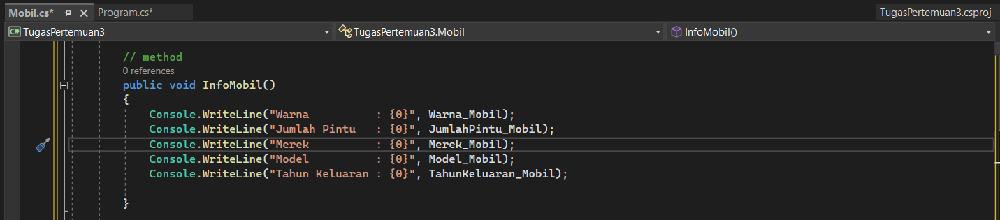 Mobil.cs* Program.cs* TugasPertemuan3.csproj
C# TugasPertemuan3 TugasPertemuan3.Mobil InfoMobil()
// method
0 references
public void InfoMobil()
{
Console.WriteLine("Warna          : {0}", Warna_Mobil);
Console.WriteLine("Jumlah Pintu   : {0}", JumlahPintu_Mobil);
Console.WriteLine("Merek          : {0}", Merek_Mobil);
Console.WriteLine("Model          : {0}", Model_Mobil);
Console.WriteLine("Tahun Keluaran : {0}", TahunKeluaran_Mobil);
}